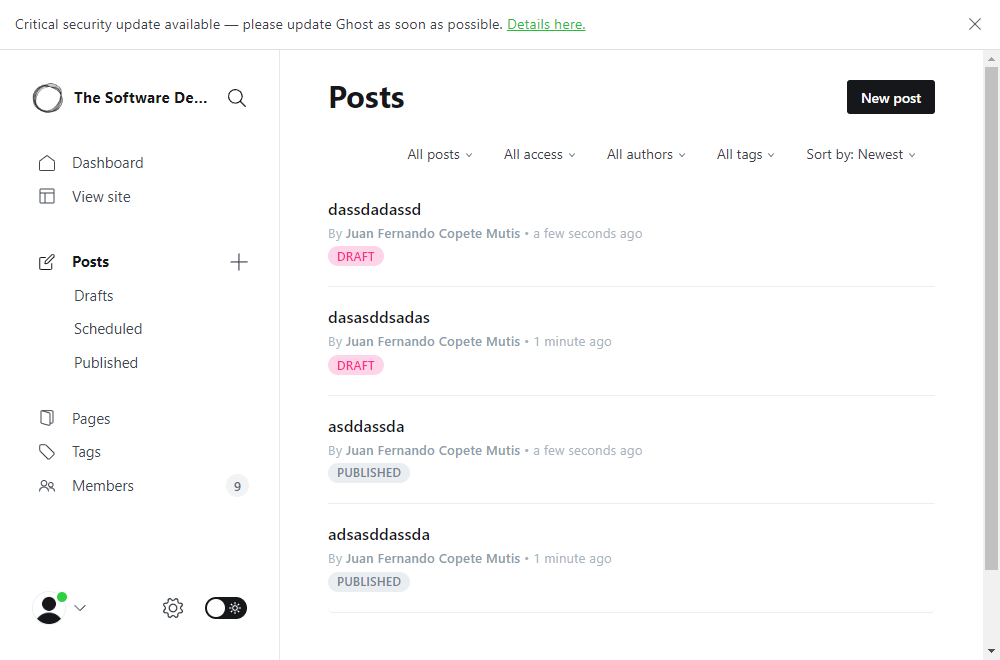 Critical security update available — please update Ghost as soon as possible. Details here.
The Software De...
Dashboard
View site
Posts
Drafts
Scheduled
Published
Pages
Tags
Members 9
Posts
New post
All posts All access All authors All tags Sort by: Newest
dassdadassd
By Juan Fernando Copete Mutis • a few seconds ago
DRAFT
dasasddsadas
By Juan Fernando Copete Mutis • 1 minute ago
DRAFT
asddassda
By Juan Fernando Copete Mutis • a few seconds ago
PUBLISHED
adsasddassda
By Juan Fernando Copete Mutis • 1 minute ago
PUBLISHED